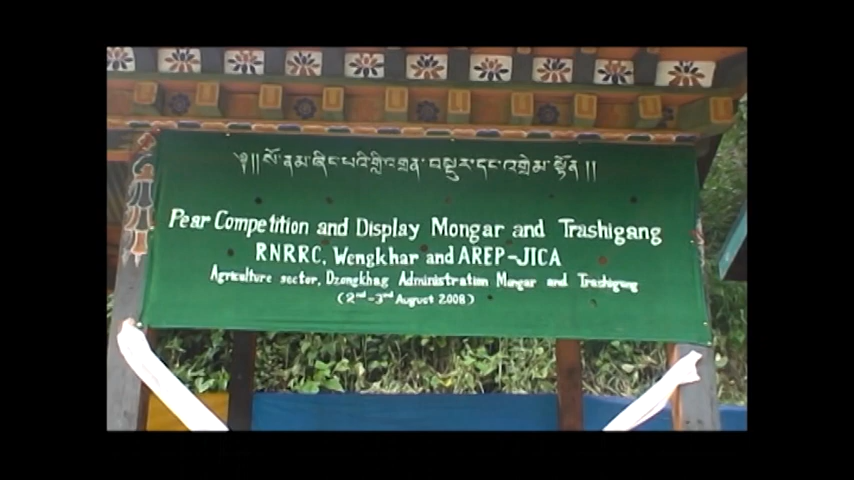 Pear Competition and Display Mongar and Trashigang
RNRRC, Wengkhar and AREP-JICA
Agriculture sector, Dzongkhag Administration Mongar and Trashigang
(2nd-3rd August 2008)